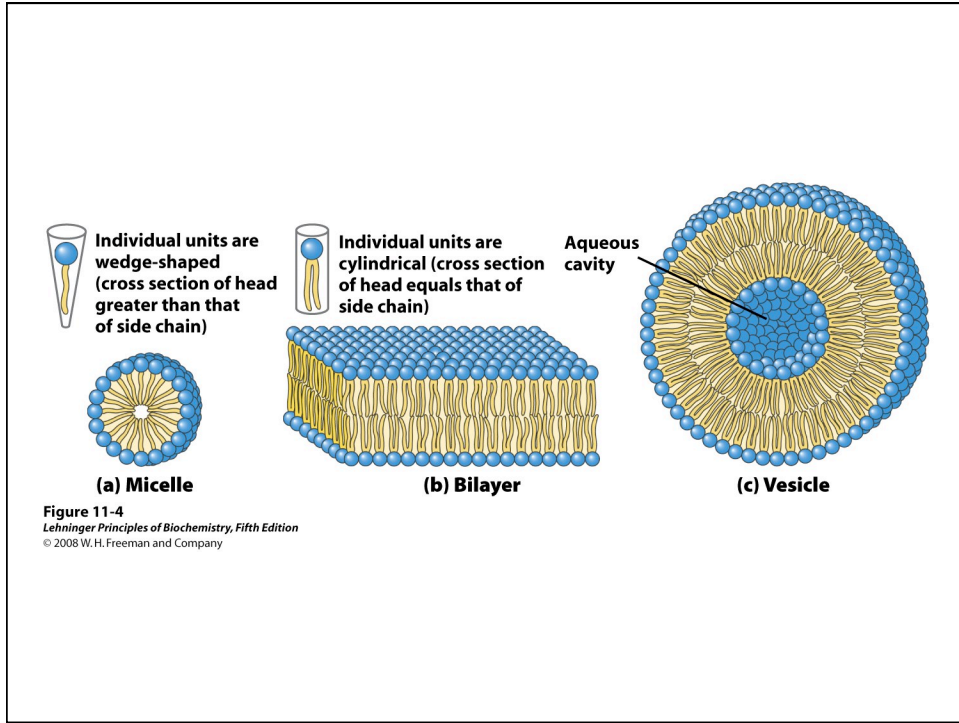 Individual units are
wedge-shaped
(cross section of head
greater than that
of side chain)
Individual units are
cylindrical (cross section
of head equals that of
side chain)
Aqueous
cavity
(a) Micelle
(b) Bilayer
(c) Vesicle
Figure 11-4
Lehninger Principles of Biochemistry, Fifth Edition
© 2008 W. H. Freeman and Company